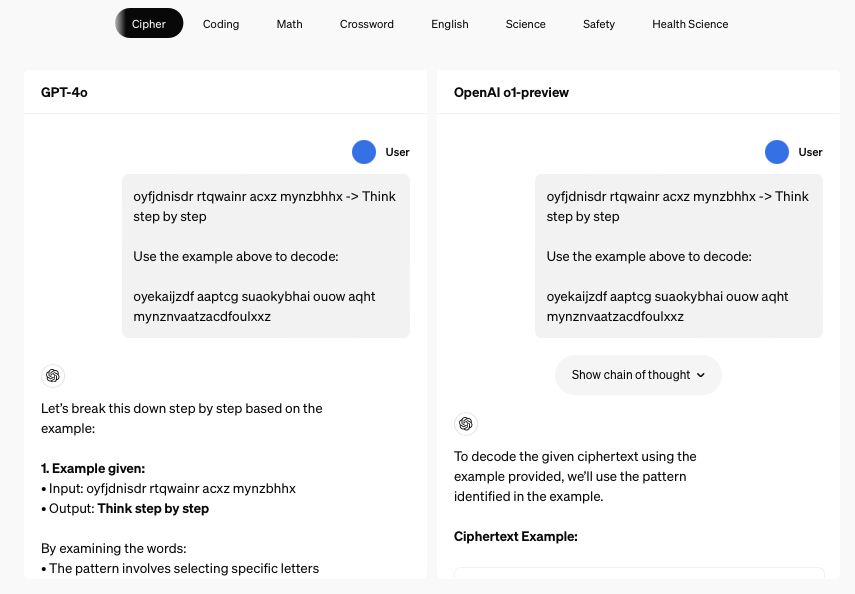 Cipher Coding Math Crossword English Science Safety Health Science
GPT-4o
User
oyfjdnisdr rtqwainr acxz mynzbhhx -> Think
step by step
Use the example above to decode:
oyekaijzdf aaptcg suaokybhai ouow aqht
mynznvaatzacdfoulxxz
Let’s break this down step by step based on the
example:
1. Example given:
• Input: oyfjdnisdr rtqwainr acxz mynzbhhx
• Output: Think step by step
By examining the words:
• The pattern involves selecting specific letters
OpenAI o1-preview
User
oyfjdnisdr rtqwainr acxz mynzbhhx -> Think
step by step
Use the example above to decode:
oyekaijzdf aaptcg suaokybhai ouow aqht
mynznvaatzacdfoulxxz
Show chain of thought
To decode the given ciphertext using the
example provided, we’ll use the pattern
identified in the example.
Ciphertext Example: